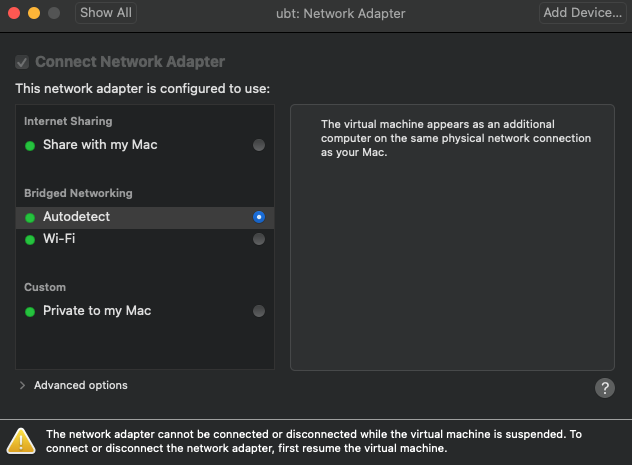 Show All
ubt: Network Adapter
Add Device...
Connect Network Adapter
This network adapter is configured to use:
Internet Sharing
Share with my Mac
Bridged Networking
Autodetect
Wi-Fi
Custom
Private to my Mac
The virtual machine appears as an additional
computer on the same physical network connection
as your Mac.
Advanced options
?
The network adapter cannot be connected or disconnected while the virtual machine is suspended. To
connect or disconnect the network adapter, first resume the virtual machine.